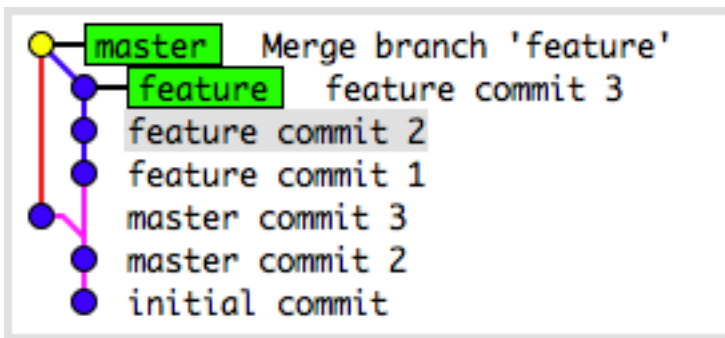 master Merge branch 'feature'
feature feature commit 3
feature commit 2
feature commit 1
master commit 3
master commit 2
initial commit